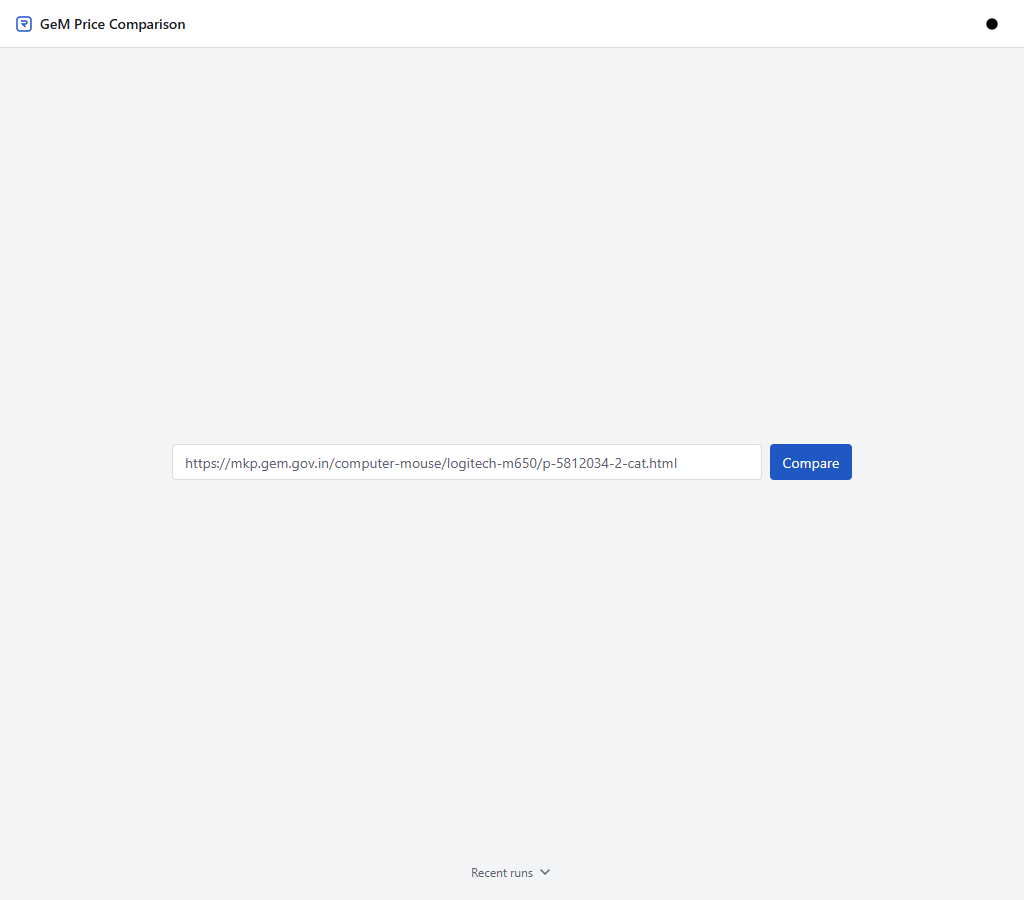 GeM Price Comparison
https://mkp.gem.gov.in/computer-mouse/logitech-m650/p-5812034-2-cat.html
Compare
Recent runs